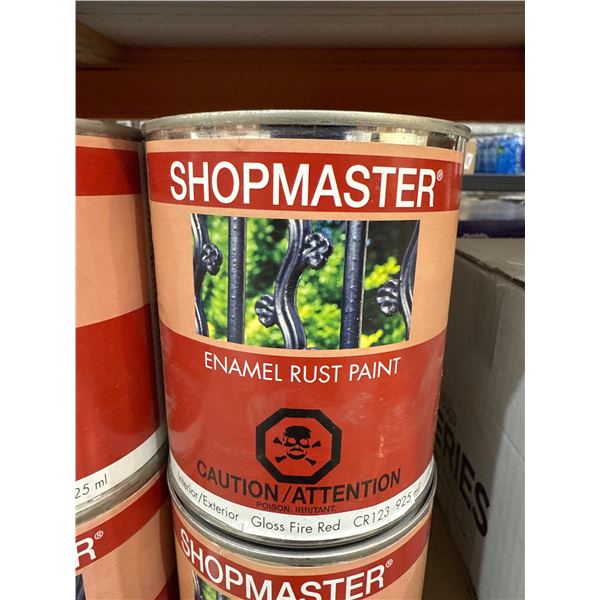 SHOPMASTER®
ENAMEL RUST PAINT
CAUTION/ATTENTION
POISON. IRRITANT.
Interior/Exterior Gloss Fire Red CR123 925 ml
25 ml
ER®
SHOPMASTER®
ERIES